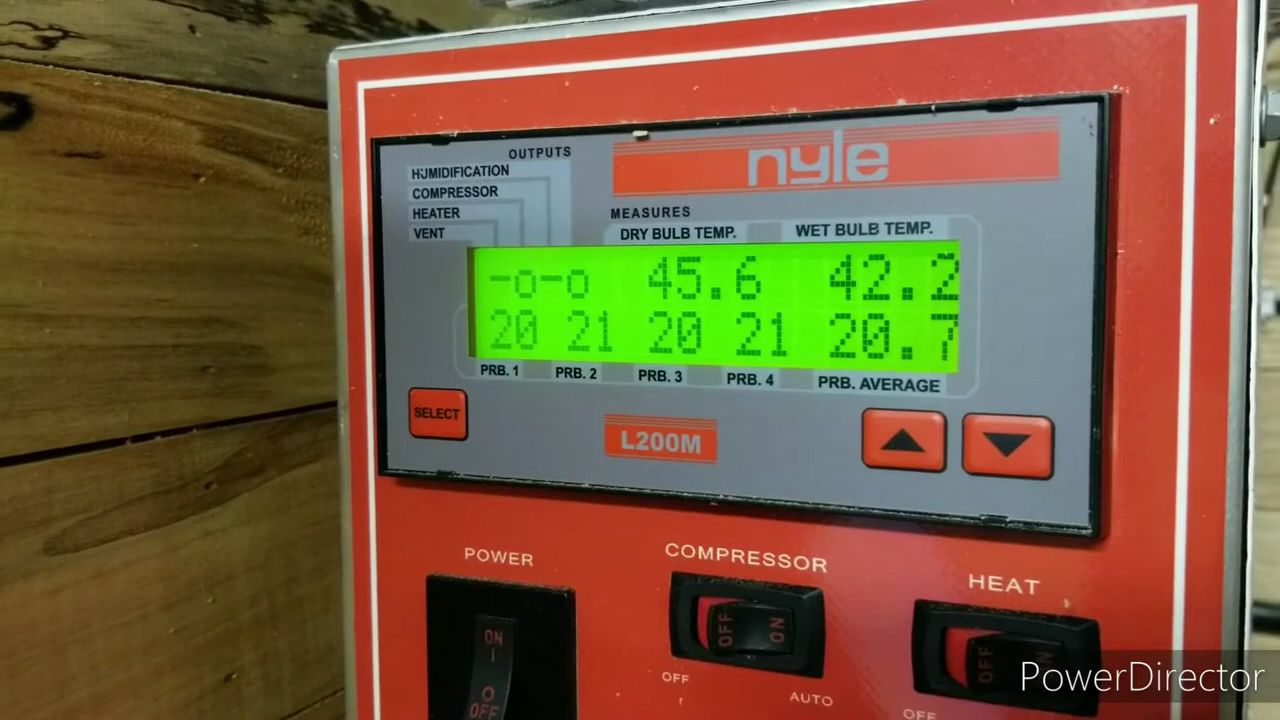 OUTPUTS
HUMIDIFICATION
COMPRESSOR
HEATER
VENT
nyle
MEASURES
DRY BULB TEMP. WET BULB TEMP.
-o-o 45.6 42.2
20 21 20 21 20.7
PRB. 1 PRB. 2 PRB. 3 PRB. 4 PRB. AVERAGE
SELECT
L200M
POWER COMPRESSOR HEAT
ON
I
O
OFF
OFF ON
OFF AUTO
OFF ON
OFF
PowerDirector